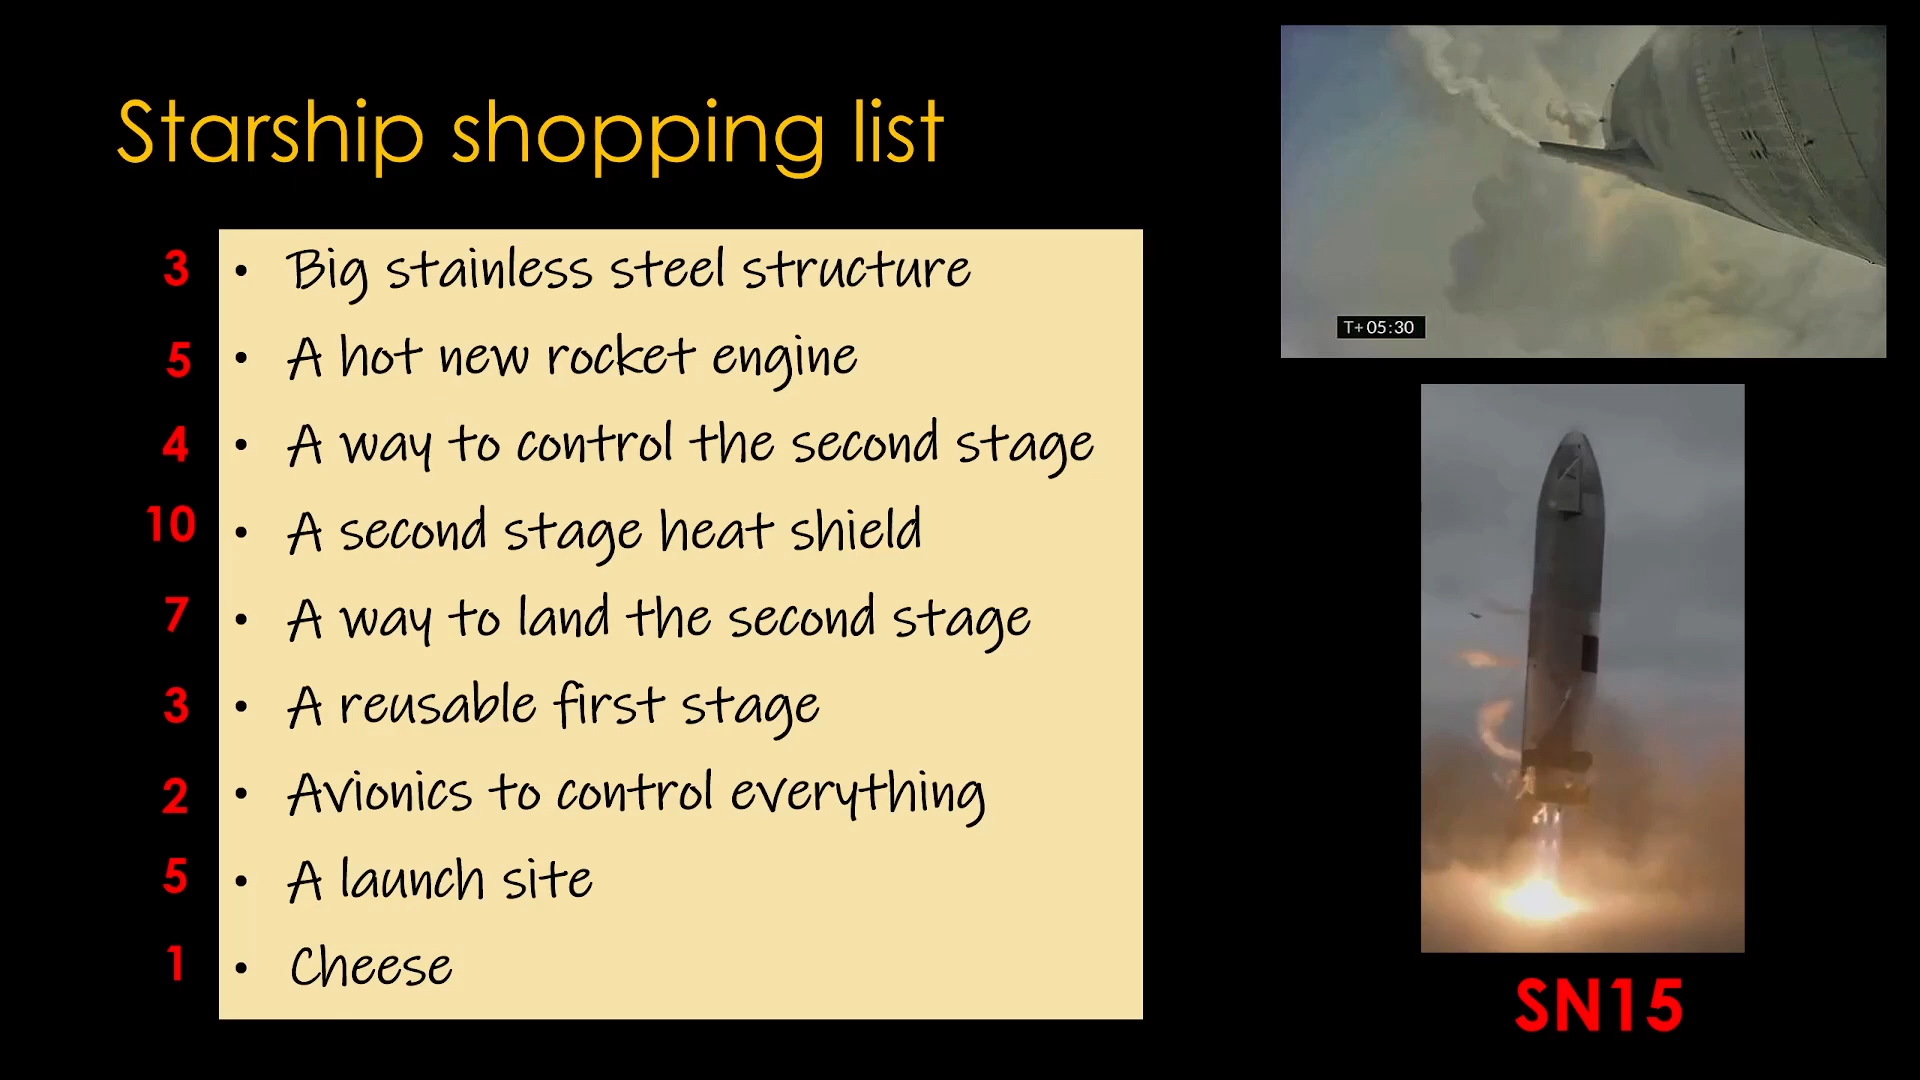 Starship shopping list
3 • Big stainless steel structure
5 • A hot new rocket engine
4 • A way to control the second stage
10 • A second stage heat shield
7 • A way to land the second stage
3 • A reusable first stage
2 • Avionics to control everything
5 • A launch site
1 • Cheese
T+05:30
SN15